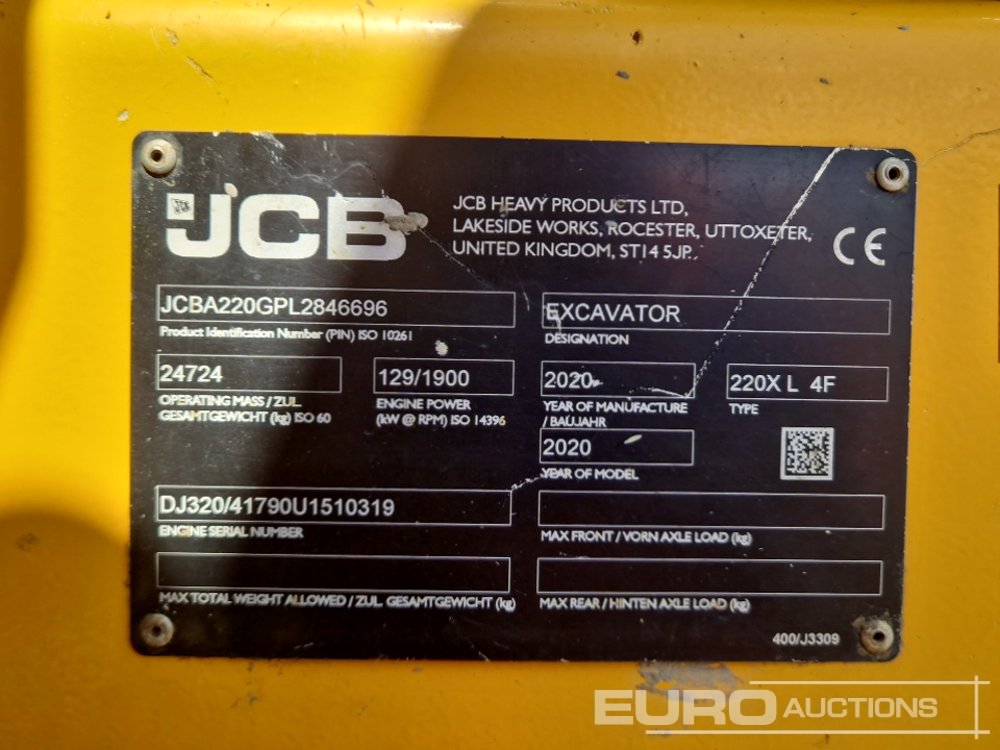 JCB
JCB HEAVY PRODUCTS LTD,
LAKESIDE WORKS, ROCESTER, UTTOXETER,
UNITED KINGDOM, ST14 5JP.
CE
JCBA220GPL2846696
Product Identification Number (PIN) ISO 10261
EXCAVATOR
DESIGNATION
24724
OPERATING MASS / ZUL.
GESAMTGEWICHT (kg) ISO 60
129/1900
ENGINE POWER
(kW @ RPM) ISO 14396
2020
YEAR OF MANUFACTURE
/ BAUJAHR
220X L 4F
TYPE
2020
YEAR OF MODEL
DJ320/41790U1510319
ENGINE SERIAL NUMBER
MAX FRONT / VORN AXLE LOAD (kg)
MAX TOTAL WEIGHT ALLOWED / ZUL. GESAMTGEWICHT (kg)
MAX REAR / HINTEN AXLE LOAD (kg)
400/J3309
EURO AUCTIONS